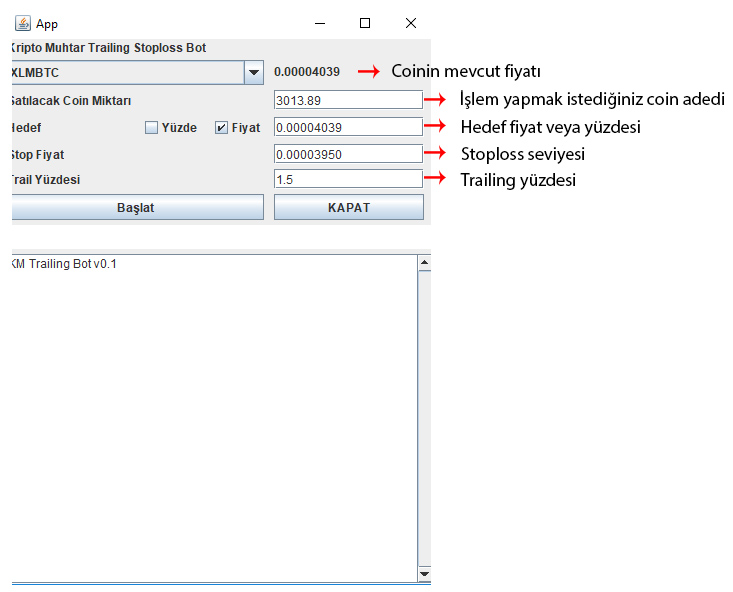 App
Kripto Muhtar Trailing Stoploss Bot
XLMBTC 0.00004039 Coinin mevcut fiyatı
Satılacak Coin Miktarı 3013.89 İşlem yapmak istediğiniz coin adedi
Hedef Yüzde Fiyat 0.00004039 Hedef fiyat veya yüzdesi
Stop Fiyat 0.00003950 Stoploss seviyesi
Trail Yüzdesi 1.5 Trailing yüzdesi
Başlat KAPAT
KM Trailing Bot v0.1